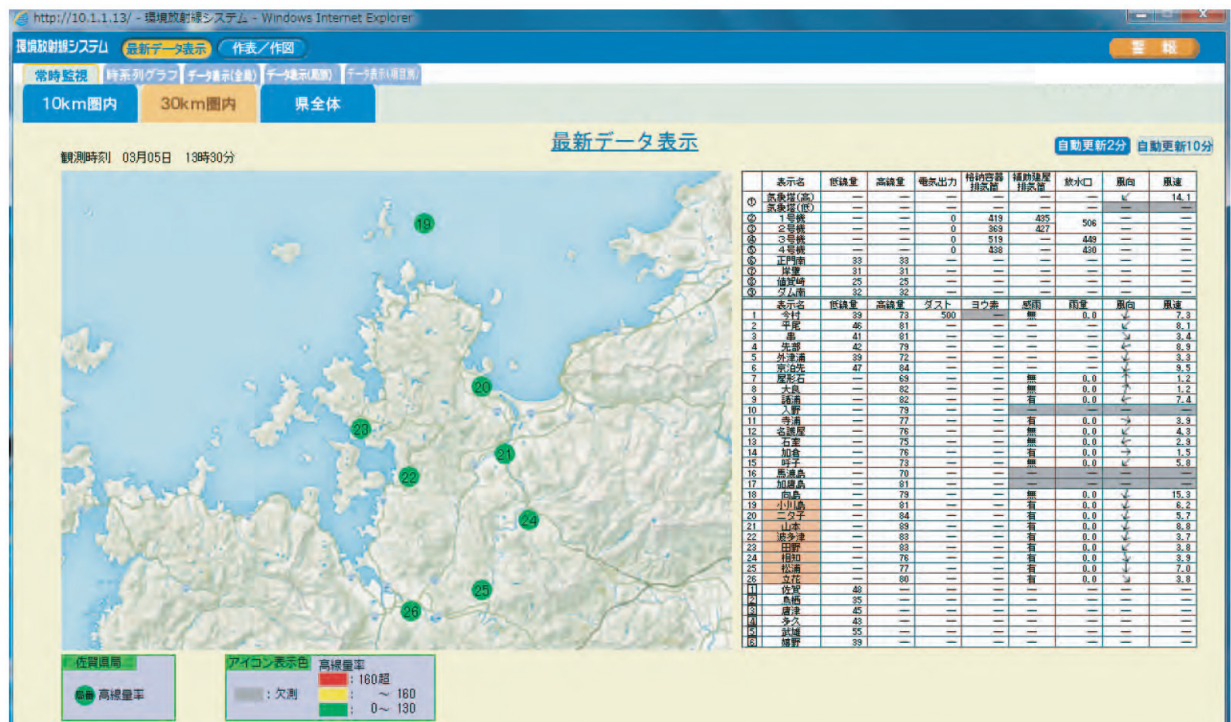 http://10.1.1.13/ - 環境放射線システム - Windows Internet Explorer
環境放射線システム 最新データ表示 作表／作図 警報
常時監視 時系列グラフ データ表示(全局) データ表示(局別) データ表示(項目別)
10km圏内 30km圏内 県全体
最新データ表示
自動更新2分 自動更新10分
観測時刻 03月05日 13時30分
19
20
23
21
22
24
25
26
表示名 低線量 高線量 電気出力 格納容器排気筒 補助建屋排気筒 放水口 風向 風速
① 気象塔(高) — — — — — — ↙ 14.1
気象塔(低) — — — — — — — —
② 1号機 — — 0 419 435 506 — —
③ 2号機 — — 0 369 427 — —
④ 3号機 — — 0 519 — 449 — —
⑤ 4号機 — — 0 438 — 430 — —
⑥ 正門南 33 33 — — — — — —
⑦ 岸壁 31 31 — — — — — —
⑧ 値賀崎 25 25 — — — — — —
⑨ ダム南 32 32 — — — — — —
表示名 低線量 高線量 ダスト ヨウ素 感雨 雨量 風向 風速
1 今村 39 73 500 — 無 0.0 7.3
2 平尾 46 81 — — — — 8.1
3 串 41 81 — — — — 3.4
4 先部 42 79 — — — — 8.9
5 外津浦 39 72 — — — — 3.3
6 京泊先 47 84 — — — — 9.5
7 屋形石 — 69 — — 無 0.0 1.2
8 大良 — 82 — — 無 0.0 1.2
9 諸浦 — 82 — — 有 0.0 7.4
10 入野 — 79 — — — — — —
11 寺浦 — 77 — — 有 0.0 3.9
12 名護屋 — 76 — — 無 0.0 4.3
13 石室 — 75 — — 無 0.0 2.9
14 加倉 — 76 — — 有 0.0 1.5
15 呼子 — 73 — — 無 0.0 5.8
16 馬渡島 — 70 — — — — — —
17 加唐島 — 81 — — — — — —
18 向島 — 79 — — 無 0.0 15.3
19 小川島 — 81 — — 有 0.0 6.2
20 二タ子 — 84 — — 有 0.0 5.7
21 山本 — 89 — — 有 0.0 8.8
22 波多津 — 83 — — 有 0.0 3.7
23 田野 — 83 — — 有 0.0 3.8
24 相知 — 76 — — 有 0.0 3.9
25 松浦 — 77 — — 有 0.0 7.0
26 立花 — 80 — — 有 0.0 3.8
1 佐賀 48 — — — — — — —
2 鳥栖 35 — — — — — — —
3 唐津 45 — — — — — — —
4 多久 43 — — — — — — —
5 武雄 55 — — — — — — —
6 嬉野 39 — — — — — — —
佐賀県局
局番 高線量率
アイコン表示色 高線量率
：欠測
：160超
： ～ 160
： 0～ 130